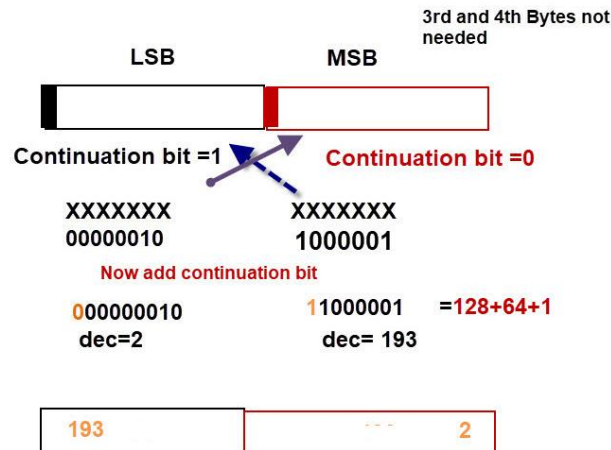 3rd and 4th Bytes not
needed
LSB MSB
Continuation bit =1 Continuation bit =0
XXXXXXX XXXXXXX
00000010 1000001
Now add continuation bit
000000010 11000001 =128+64+1
dec=2 dec= 193
193 2